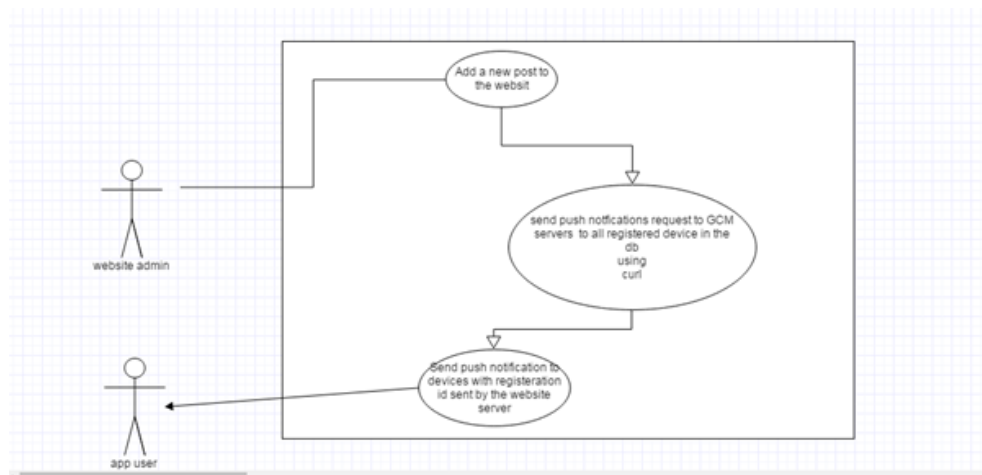 Add a new post to
the websit
send push notfications request to GCM
servers to all registered device in the
db
using
curl
website admin
Send push notification to
devices with registeration
id sent by the website
server
app user